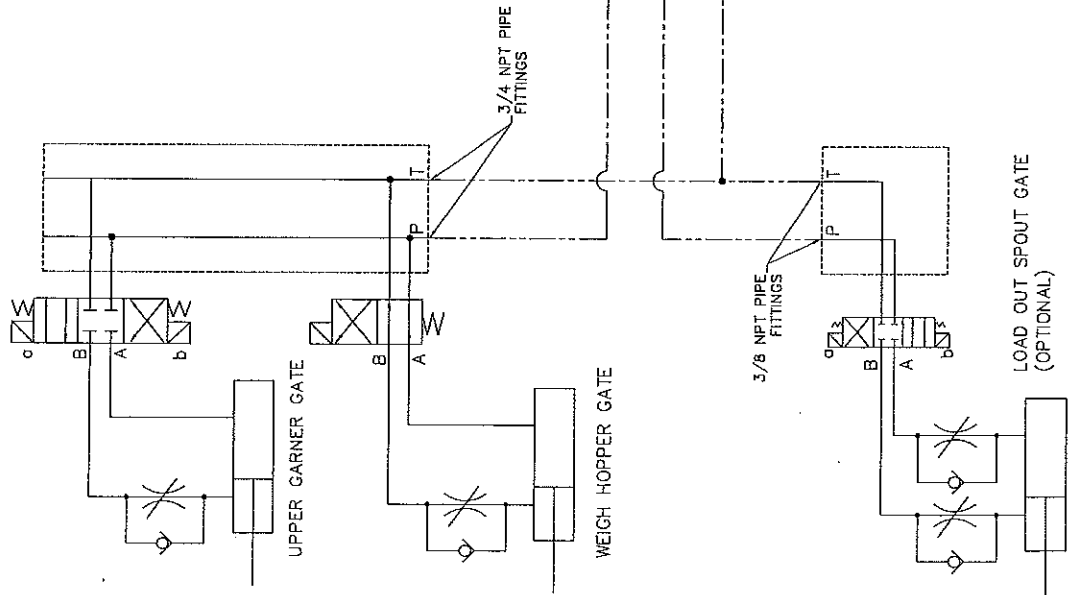 3/4 NPT PIPE
FITTINGS
T
P
a
B
A
b
UPPER GARNER GATE
B
A
WEIGH HOPPER GATE
3/8 NPT PIPE
FITTINGS
T
P
a
B
A
b
LOAD OUT SPOUT GATE
(OPTIONAL)